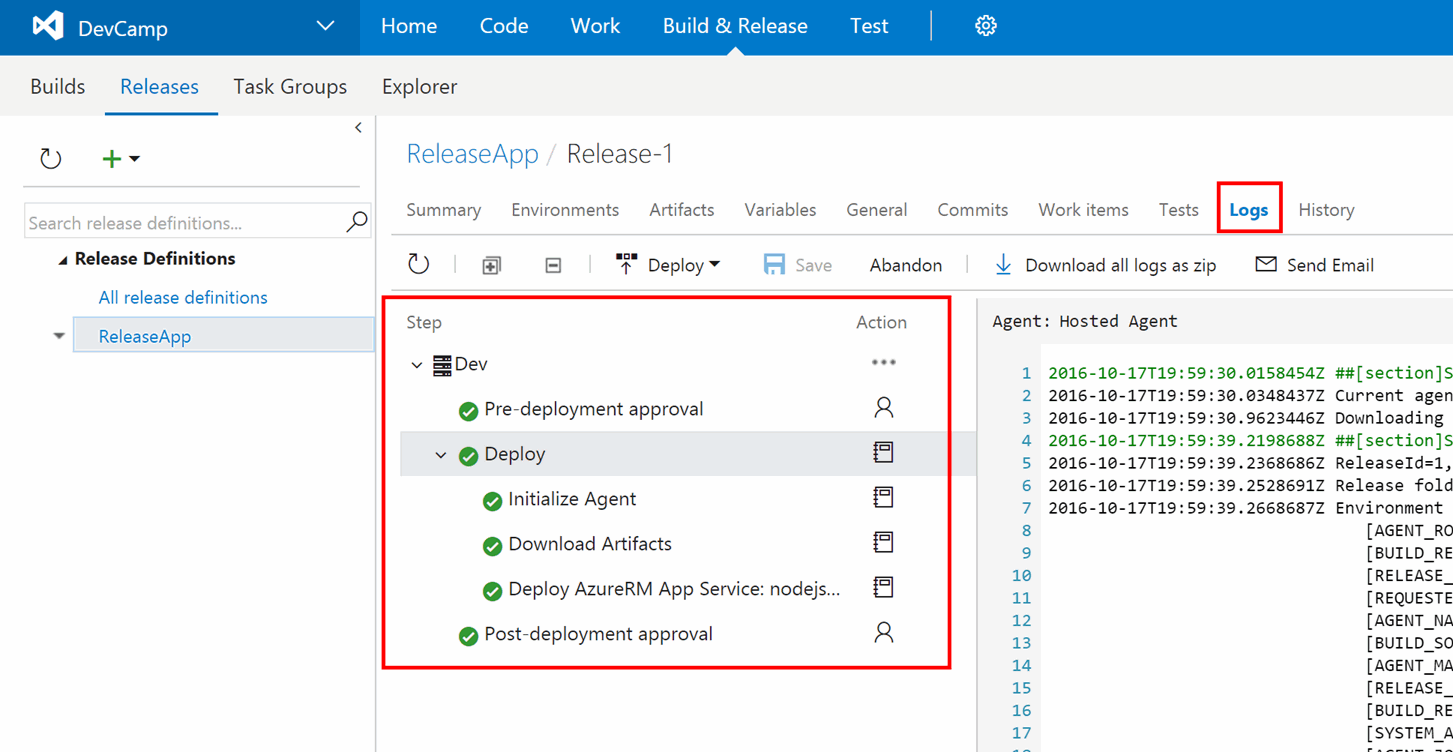 DevCamp Home Code Work Build & Release Test
Builds Releases Task Groups Explorer
ReleaseApp / Release-1
Search release definitions...
Release Definitions
All release definitions
ReleaseApp
Summary Environments Artifacts Variables General Commits Work items Tests Logs History
Deploy Save Abandon Download all logs as zip Send Email
Step Action
Dev
Pre-deployment approval
Deploy
Initialize Agent
Download Artifacts
Deploy AzureRM App Service: nodejs...
Post-deployment approval
Agent: Hosted Agent
1 2016-10-17T19:59:30.0158454Z ##[section]S
2 2016-10-17T19:59:30.0348437Z Current agen
3 2016-10-17T19:59:30.9623446Z Downloading
4 2016-10-17T19:59:39.2198688Z ##[section]S
5 2016-10-17T19:59:39.2368686Z ReleaseId=1,
6 2016-10-17T19:59:39.2528691Z Release fold
7 2016-10-17T19:59:39.2668687Z Environment
8 [AGENT_RO
9 [BUILD_RE
10 [RELEASE_
11 [REQUESTE
12 [AGENT_NA
13 [BUILD_SO
14 [AGENT_MA
15 [RELEASE_
16 [BUILD_RE
17 [SYSTEM_A